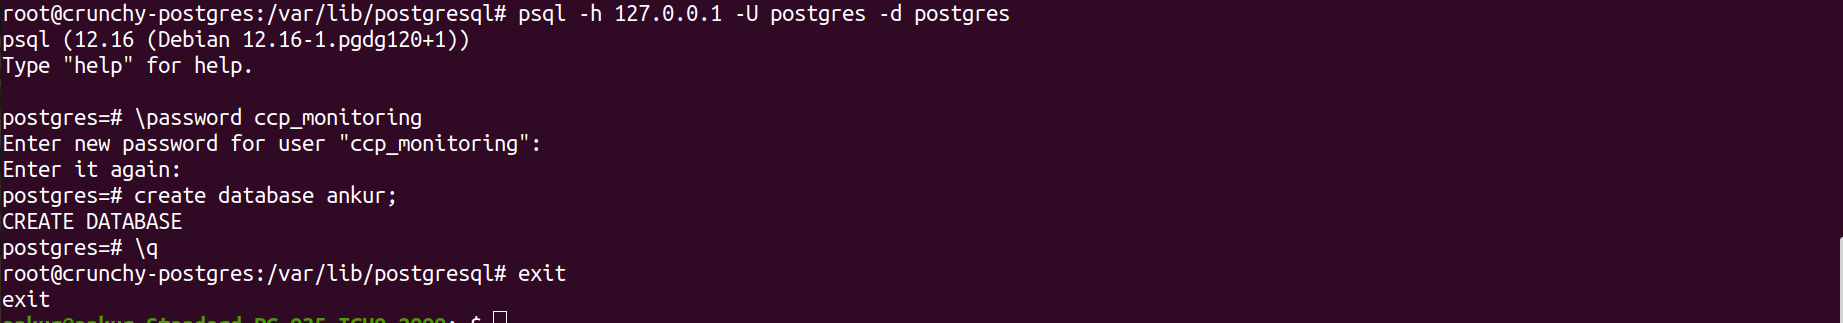 root@crunchy-postgres:/var/lib/postgresql# psql -h 127.0.0.1 -U postgres -d postgres
psql (12.16 (Debian 12.16-1.pgdg120+1))
Type "help" for help.
postgres=# \password ccp_monitoring
Enter new password for user "ccp_monitoring":
Enter it again:
postgres=# create database ankur;
CREATE DATABASE
postgres=# \q
root@crunchy-postgres:/var/lib/postgresql# exit
exit